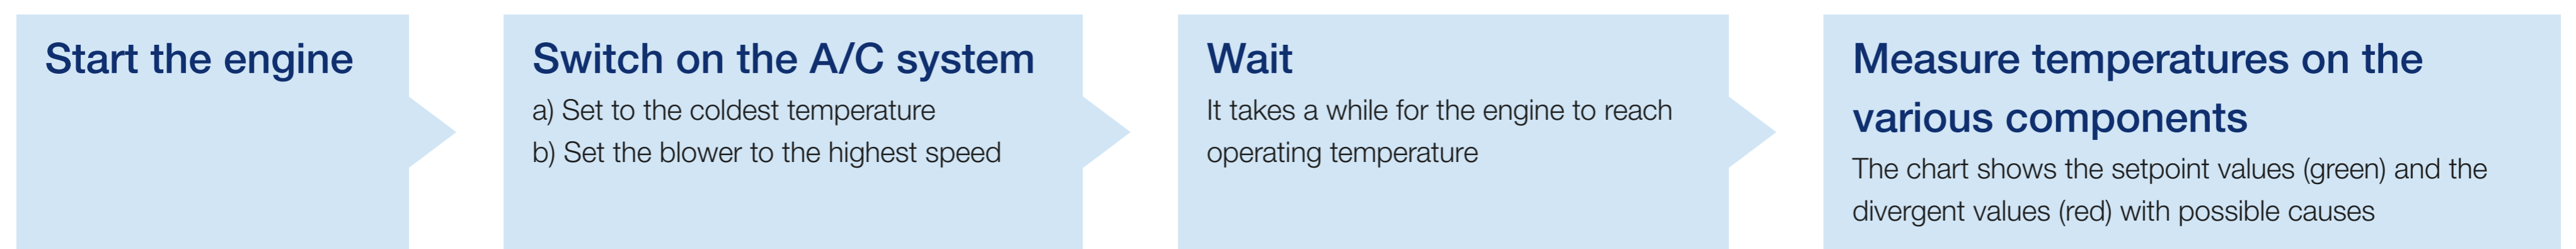 Start the engine
Switch on the A/C system
a) Set to the coldest temperature
b) Set the blower to the highest speed
Wait
It takes a while for the engine to reach
operating temperature
Measure temperatures on the
various components
The chart shows the setpoint values (green) and the
divergent values (red) with possible causes